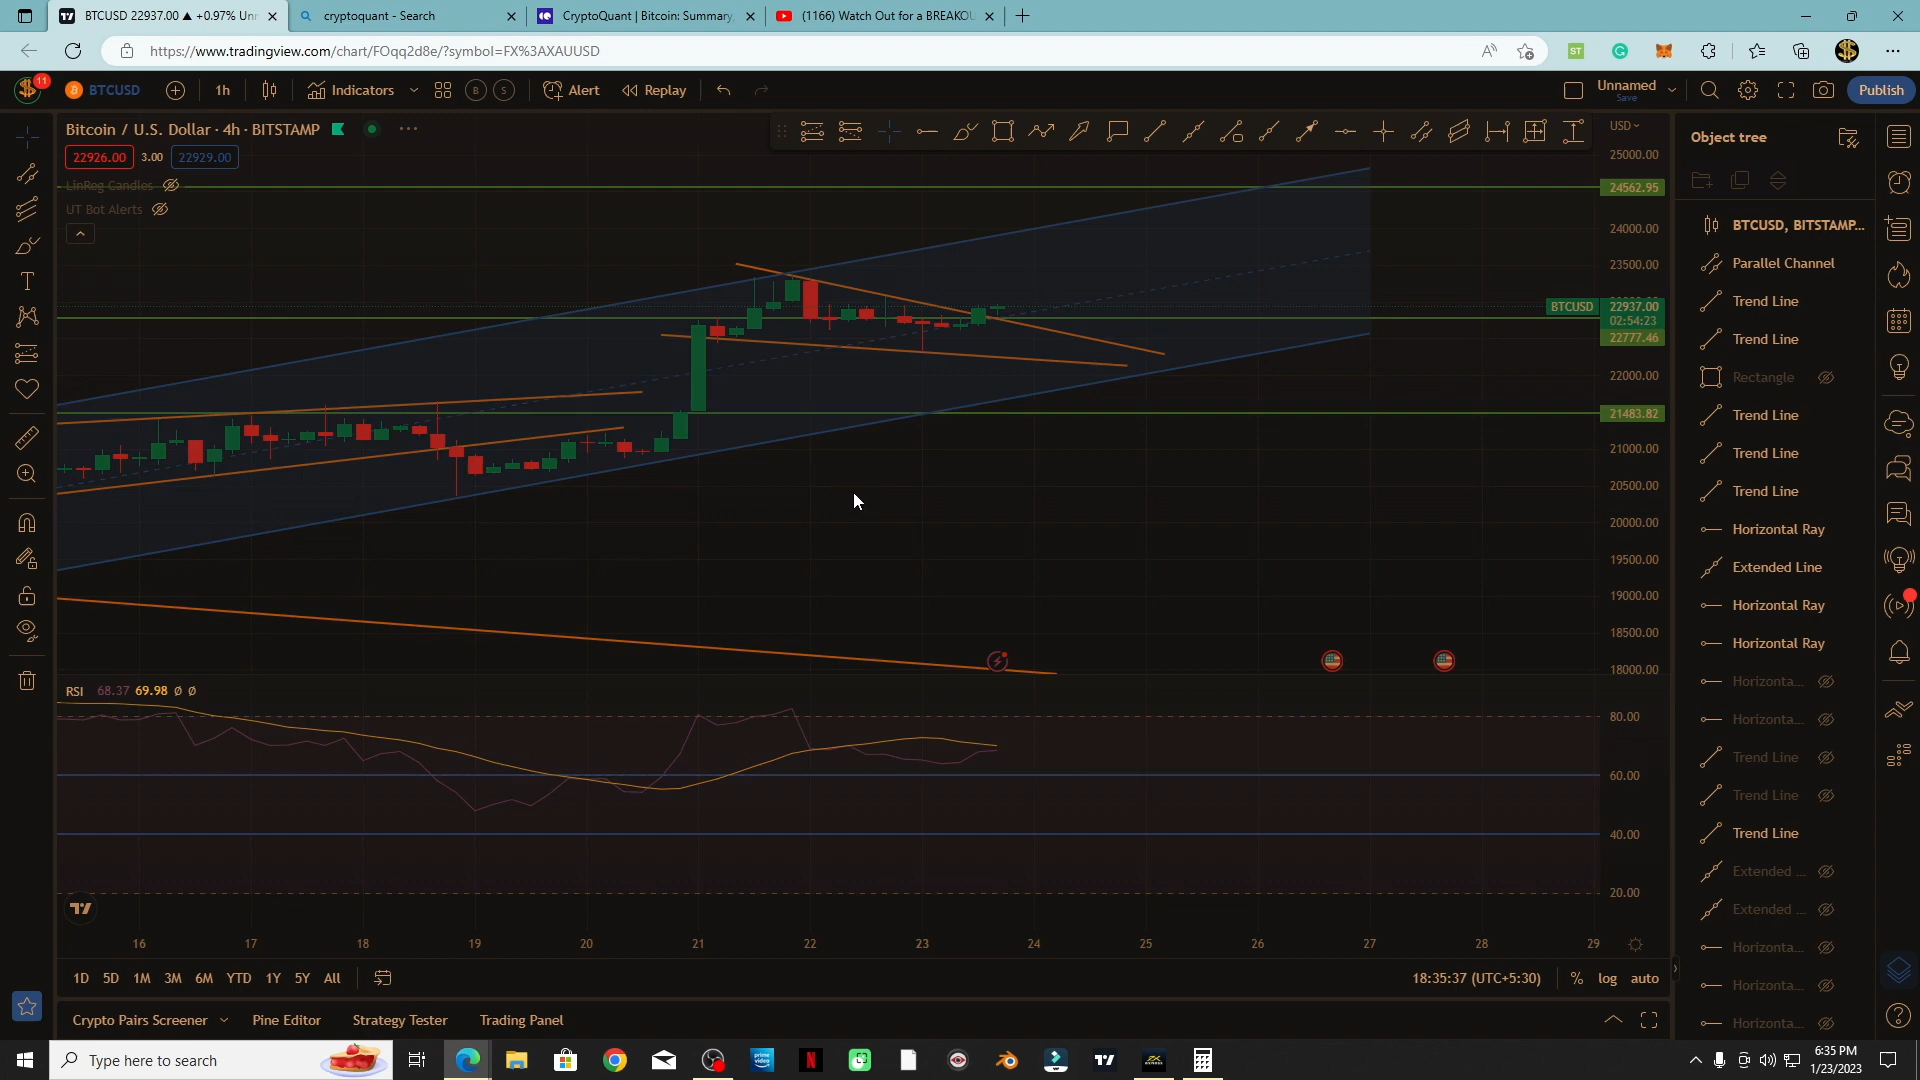 BTCUSD 22937.00 ▲ +0.97% Un
cryptoquant - Search
CryptoQuant | Bitcoin: Summary
(1166) Watch Out for a BREAKOU
https://www.tradingview.com/chart/FOqq2d8e/?symbol=FX%3AXAUUSD
11
BTCUSD
1h
Indicators
B
S
Alert
Replay
Unnamed
Save
Publish
Bitcoin / U.S. Dollar · 4h · BITSTAMP
22926.00
3.00
22929.00
LinReg Candles
UT Bot Alerts
USD
25000.00
24562.95
24000.00
23500.00
BTCUSD
22937.00
02:54:23
22777.46
22000.00
21483.82
21000.00
20500.00
20000.00
19500.00
19000.00
18500.00
18000.00
RSI 68.37 69.98 ø ø
80.00
60.00
40.00
20.00
16 17 18 19 20 21 22 23 24 25 26 27 28 29
1D 5D 1M 3M 6M YTD 1Y 5Y All
18:35:37 (UTC+5:30)
% log auto
Crypto Pairs Screener
Pine Editor
Strategy Tester
Trading Panel
Object tree
BTCUSD, BITSTAMP...
Parallel Channel
Trend Line
Trend Line
Rectangle
Trend Line
Trend Line
Trend Line
Horizontal Ray
Extended Line
Horizontal Ray
Horizontal Ray
Horizonta...
Horizonta...
Trend Line
Trend Line
Trend Line
Extended ...
Extended ...
Horizonta...
Horizonta...
Horizonta...
Type here to search
6:35 PM
1/23/2023